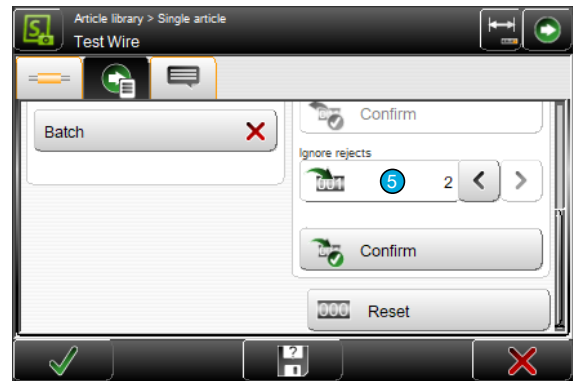 Article library > Single article
Test Wire
Batch
Confirm
Ignore rejects
001 5 2
Confirm
000 Reset